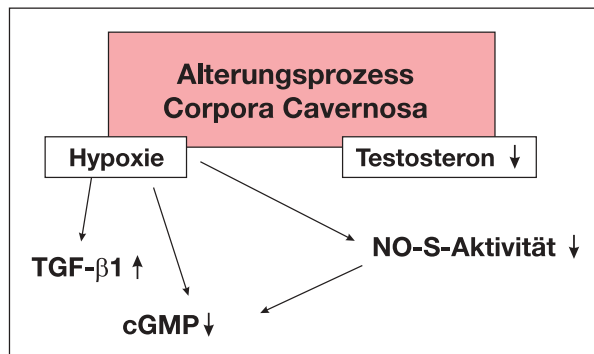 Alterungsprozess
Corpora Cavernosa
Hypoxie
Testosteron ↓
NO-S-Aktivität ↓
TGF-β1 ↑
cGMP ↓